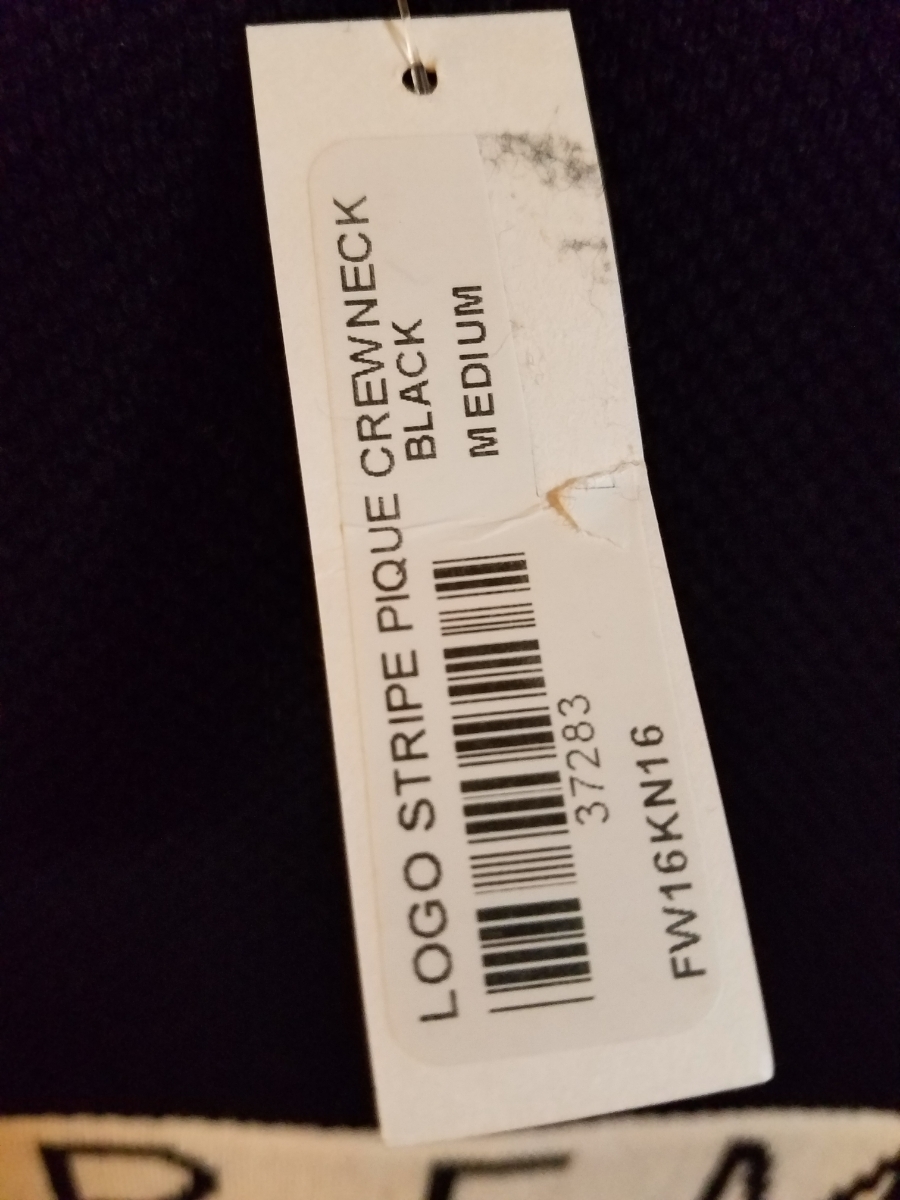 LOGO STRIPE PIQUE CREWNECK
BLACK
MEDIUM
37283
FW16KN16